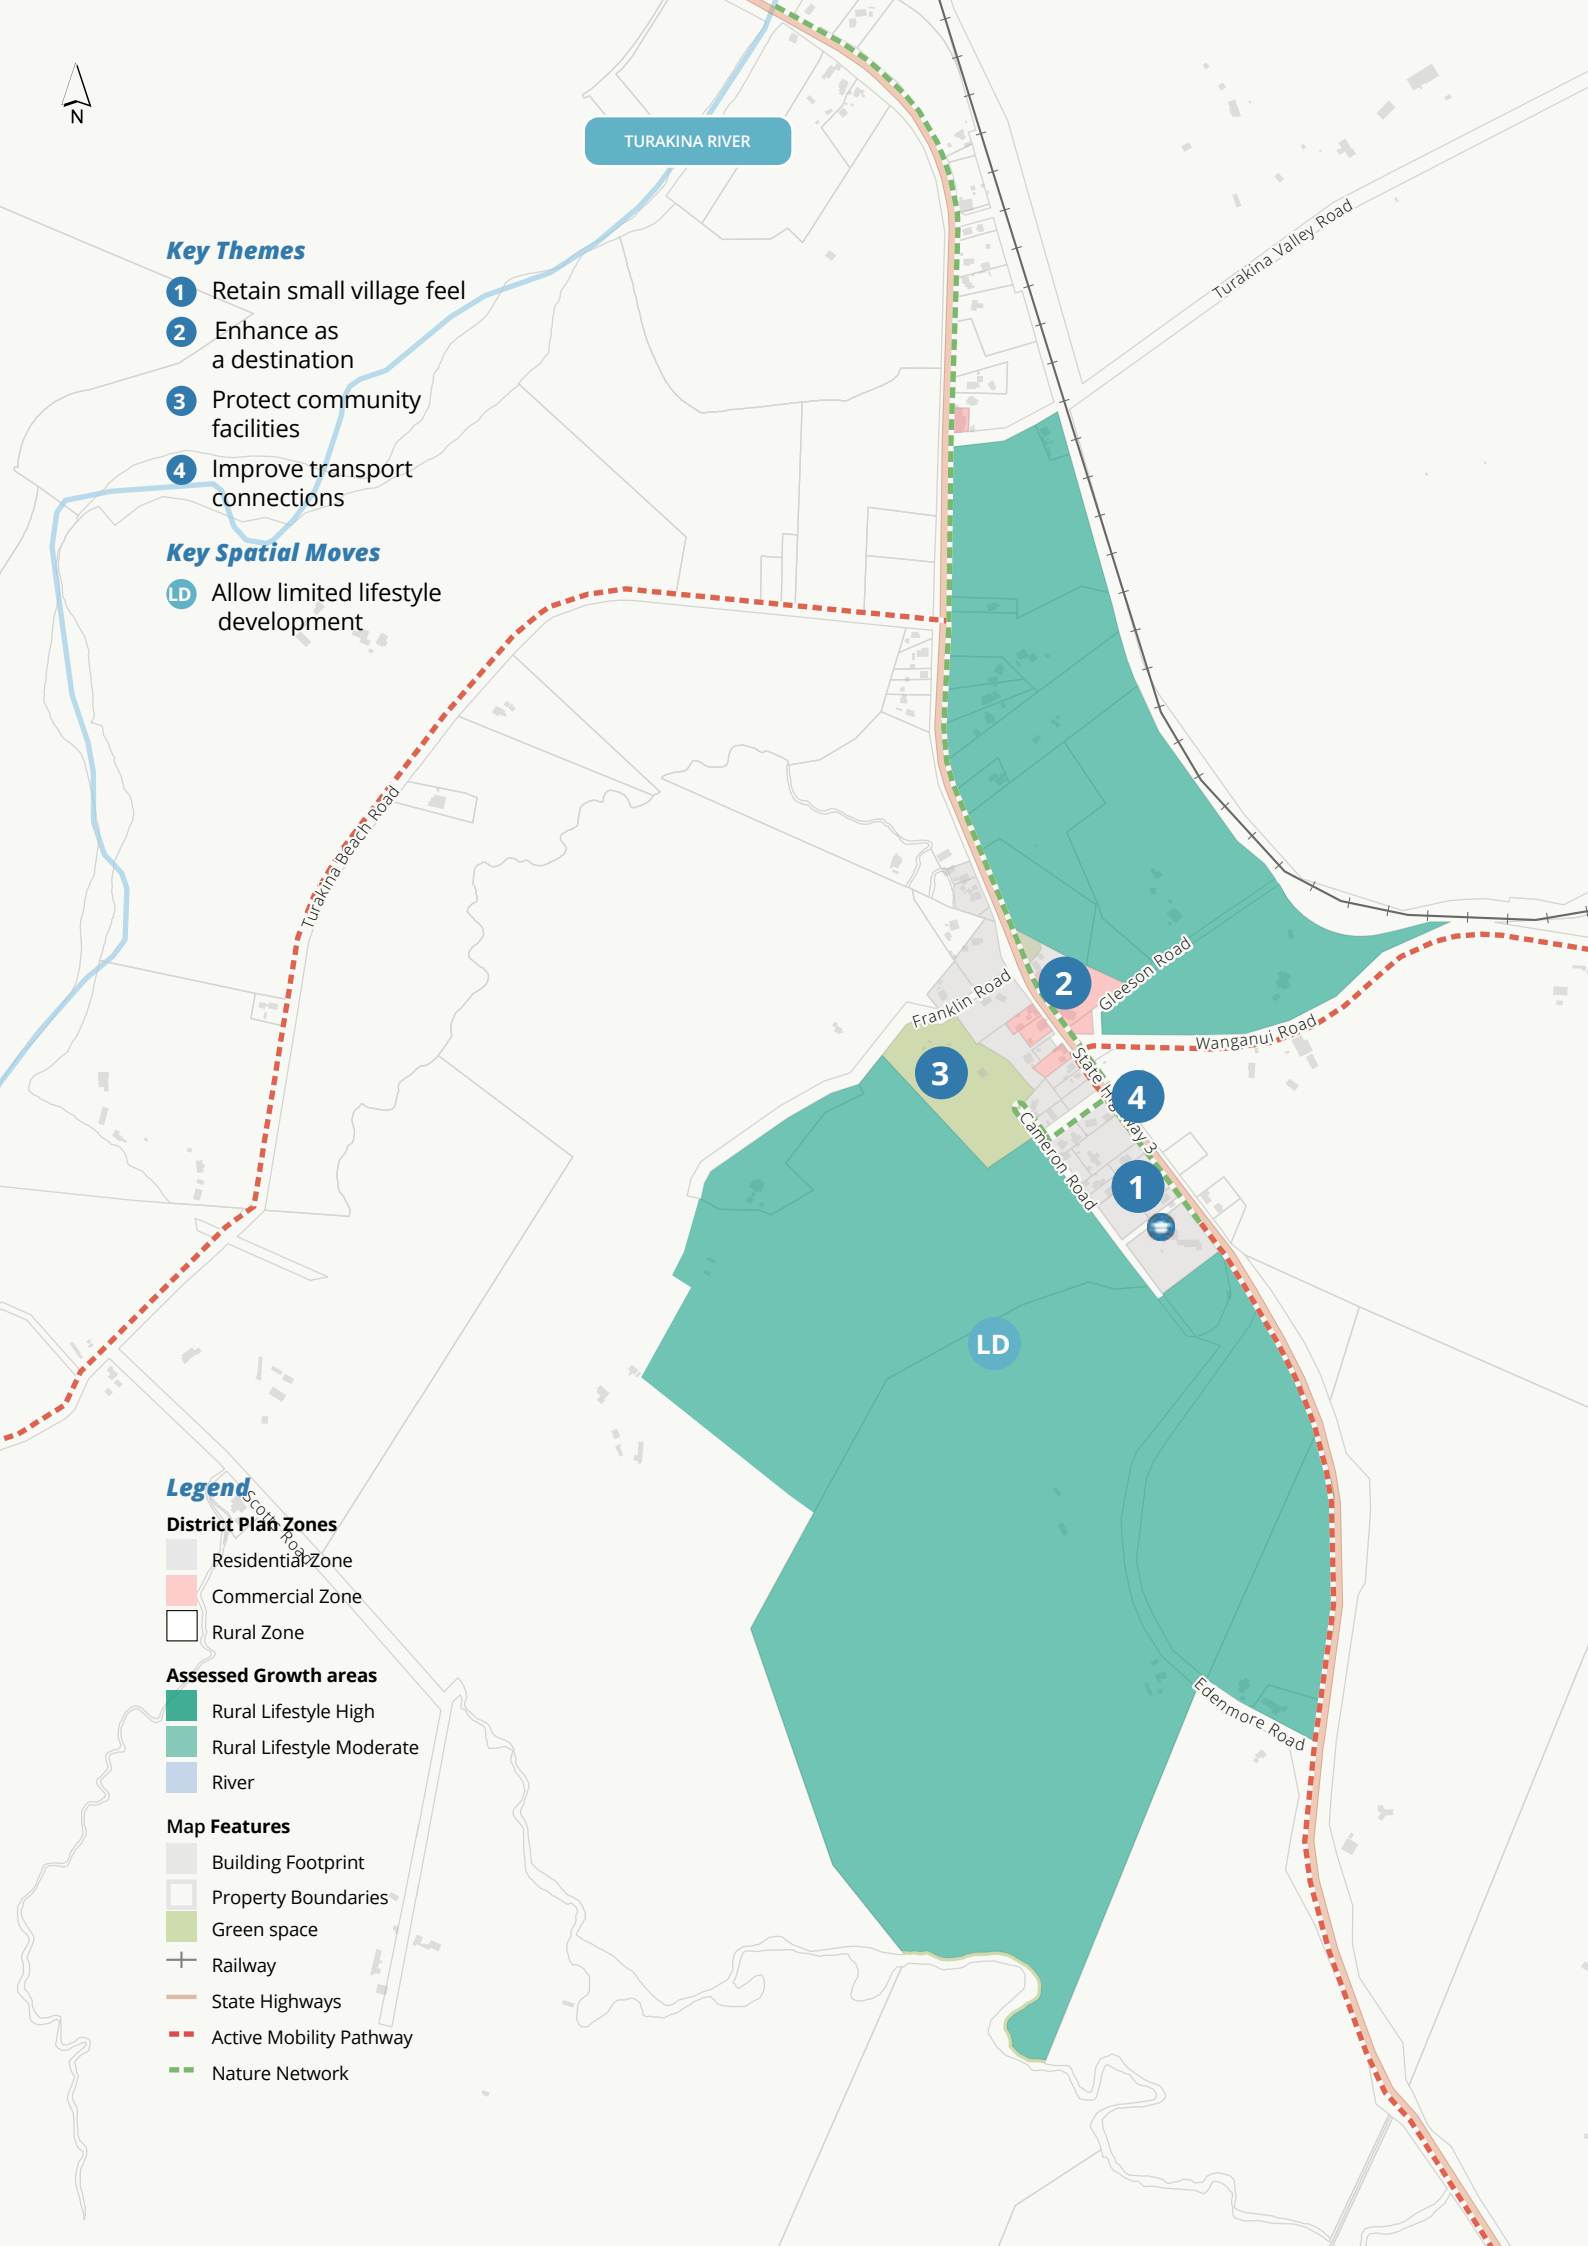 N
TURAKINA RIVER
Turakina Valley Road
Key Themes
1 Retain small village feel
2 Enhance as
a destination
3 Protect community
facilities
4 Improve transport
connections
Key Spatial Moves
LD Allow limited lifestyle
development
Turakina Beach Road
Franklin Road
2
Gleeson Road
Wanganui Road
3
State Highway 3
4
Cameron Road
1
LD
Edenmore Road
Scotts Road
Legend
District Plan Zones
Residential Zone
Commercial Zone
Rural Zone
Assessed Growth areas
Rural Lifestyle High
Rural Lifestyle Moderate
River
Map Features
Building Footprint
Property Boundaries
Green space
Railway
State Highways
Active Mobility Pathway
Nature Network